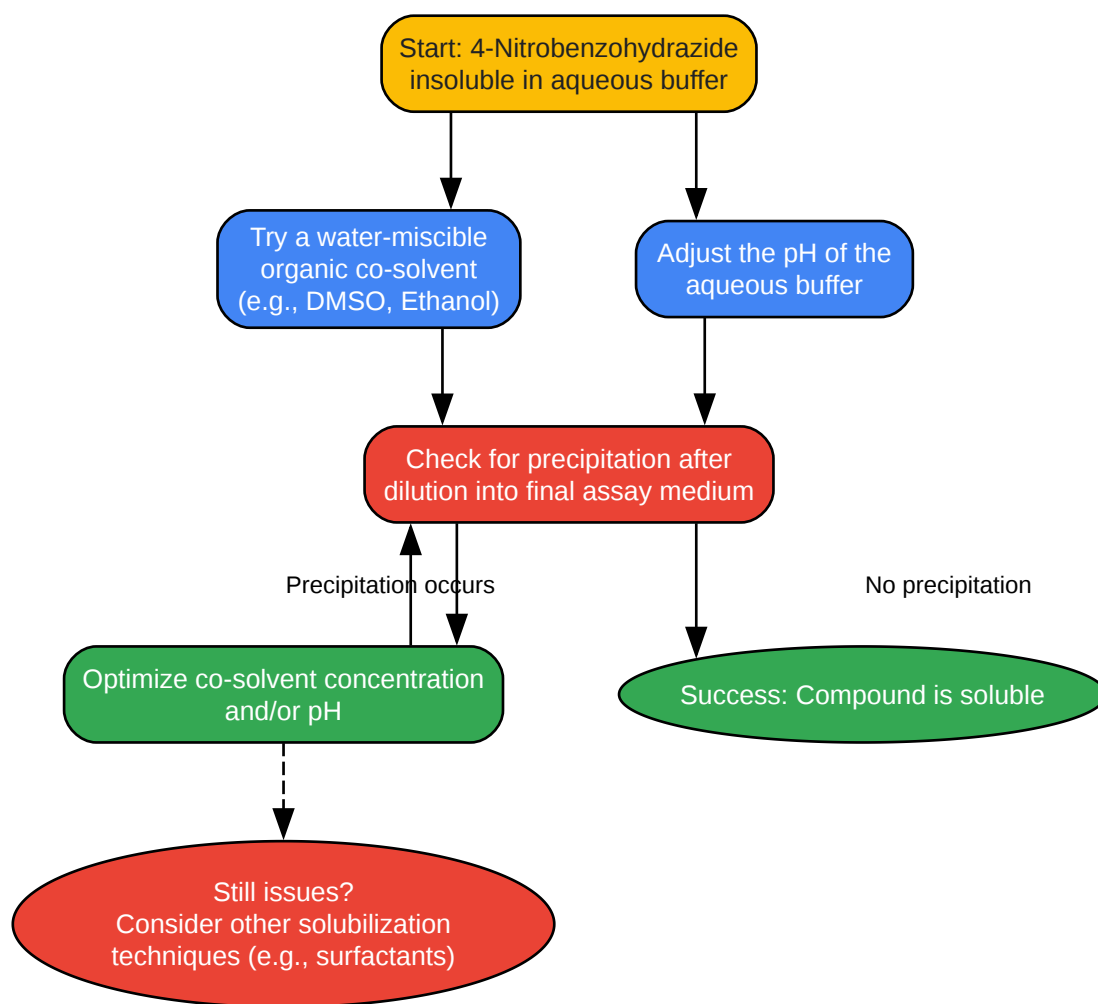 Start: 4-Nitrobenzohydrazide
insoluble in aqueous buffer
Try a water-miscible
organic co-solvent
(e.g., DMSO, Ethanol)
Adjust the pH of the
aqueous buffer
Check for precipitation after
dilution into final assay medium
Precipitation occurs
No precipitation
Optimize co-solvent concentration
and/or pH
Success: Compound is soluble
Still issues?
Consider other solubilization
techniques (e.g., surfactants)